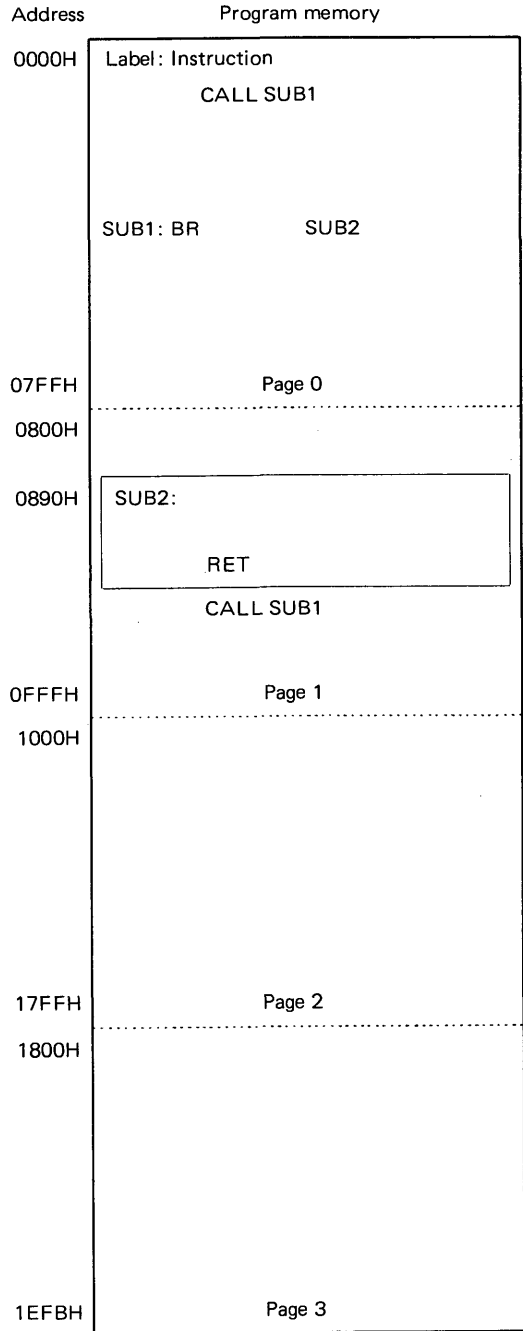 Address Program memory
0000H Label: Instruction
CALL SUB1
SUB1: BR SUB2
07FFH Page 0
0800H
0890H SUB2:
RET
CALL SUB1
0FFFH Page 1
1000H
17FFH Page 2
1800H
1EFBH Page 3